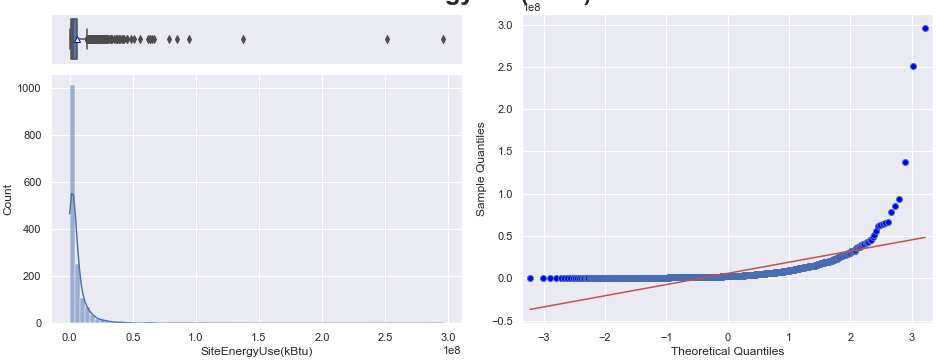 1e8
1000
800
600
400
200
0
Count
0.0 0.5 1.0 1.5 2.0 2.5 3.0
SiteEnergyUse(kBtu)
1e8
3.0
2.5
2.0
1.5
1.0
0.5
0.0
−0.5
Sample Quantiles
−3 −2 −1 0 1 2 3
Theoretical Quantiles